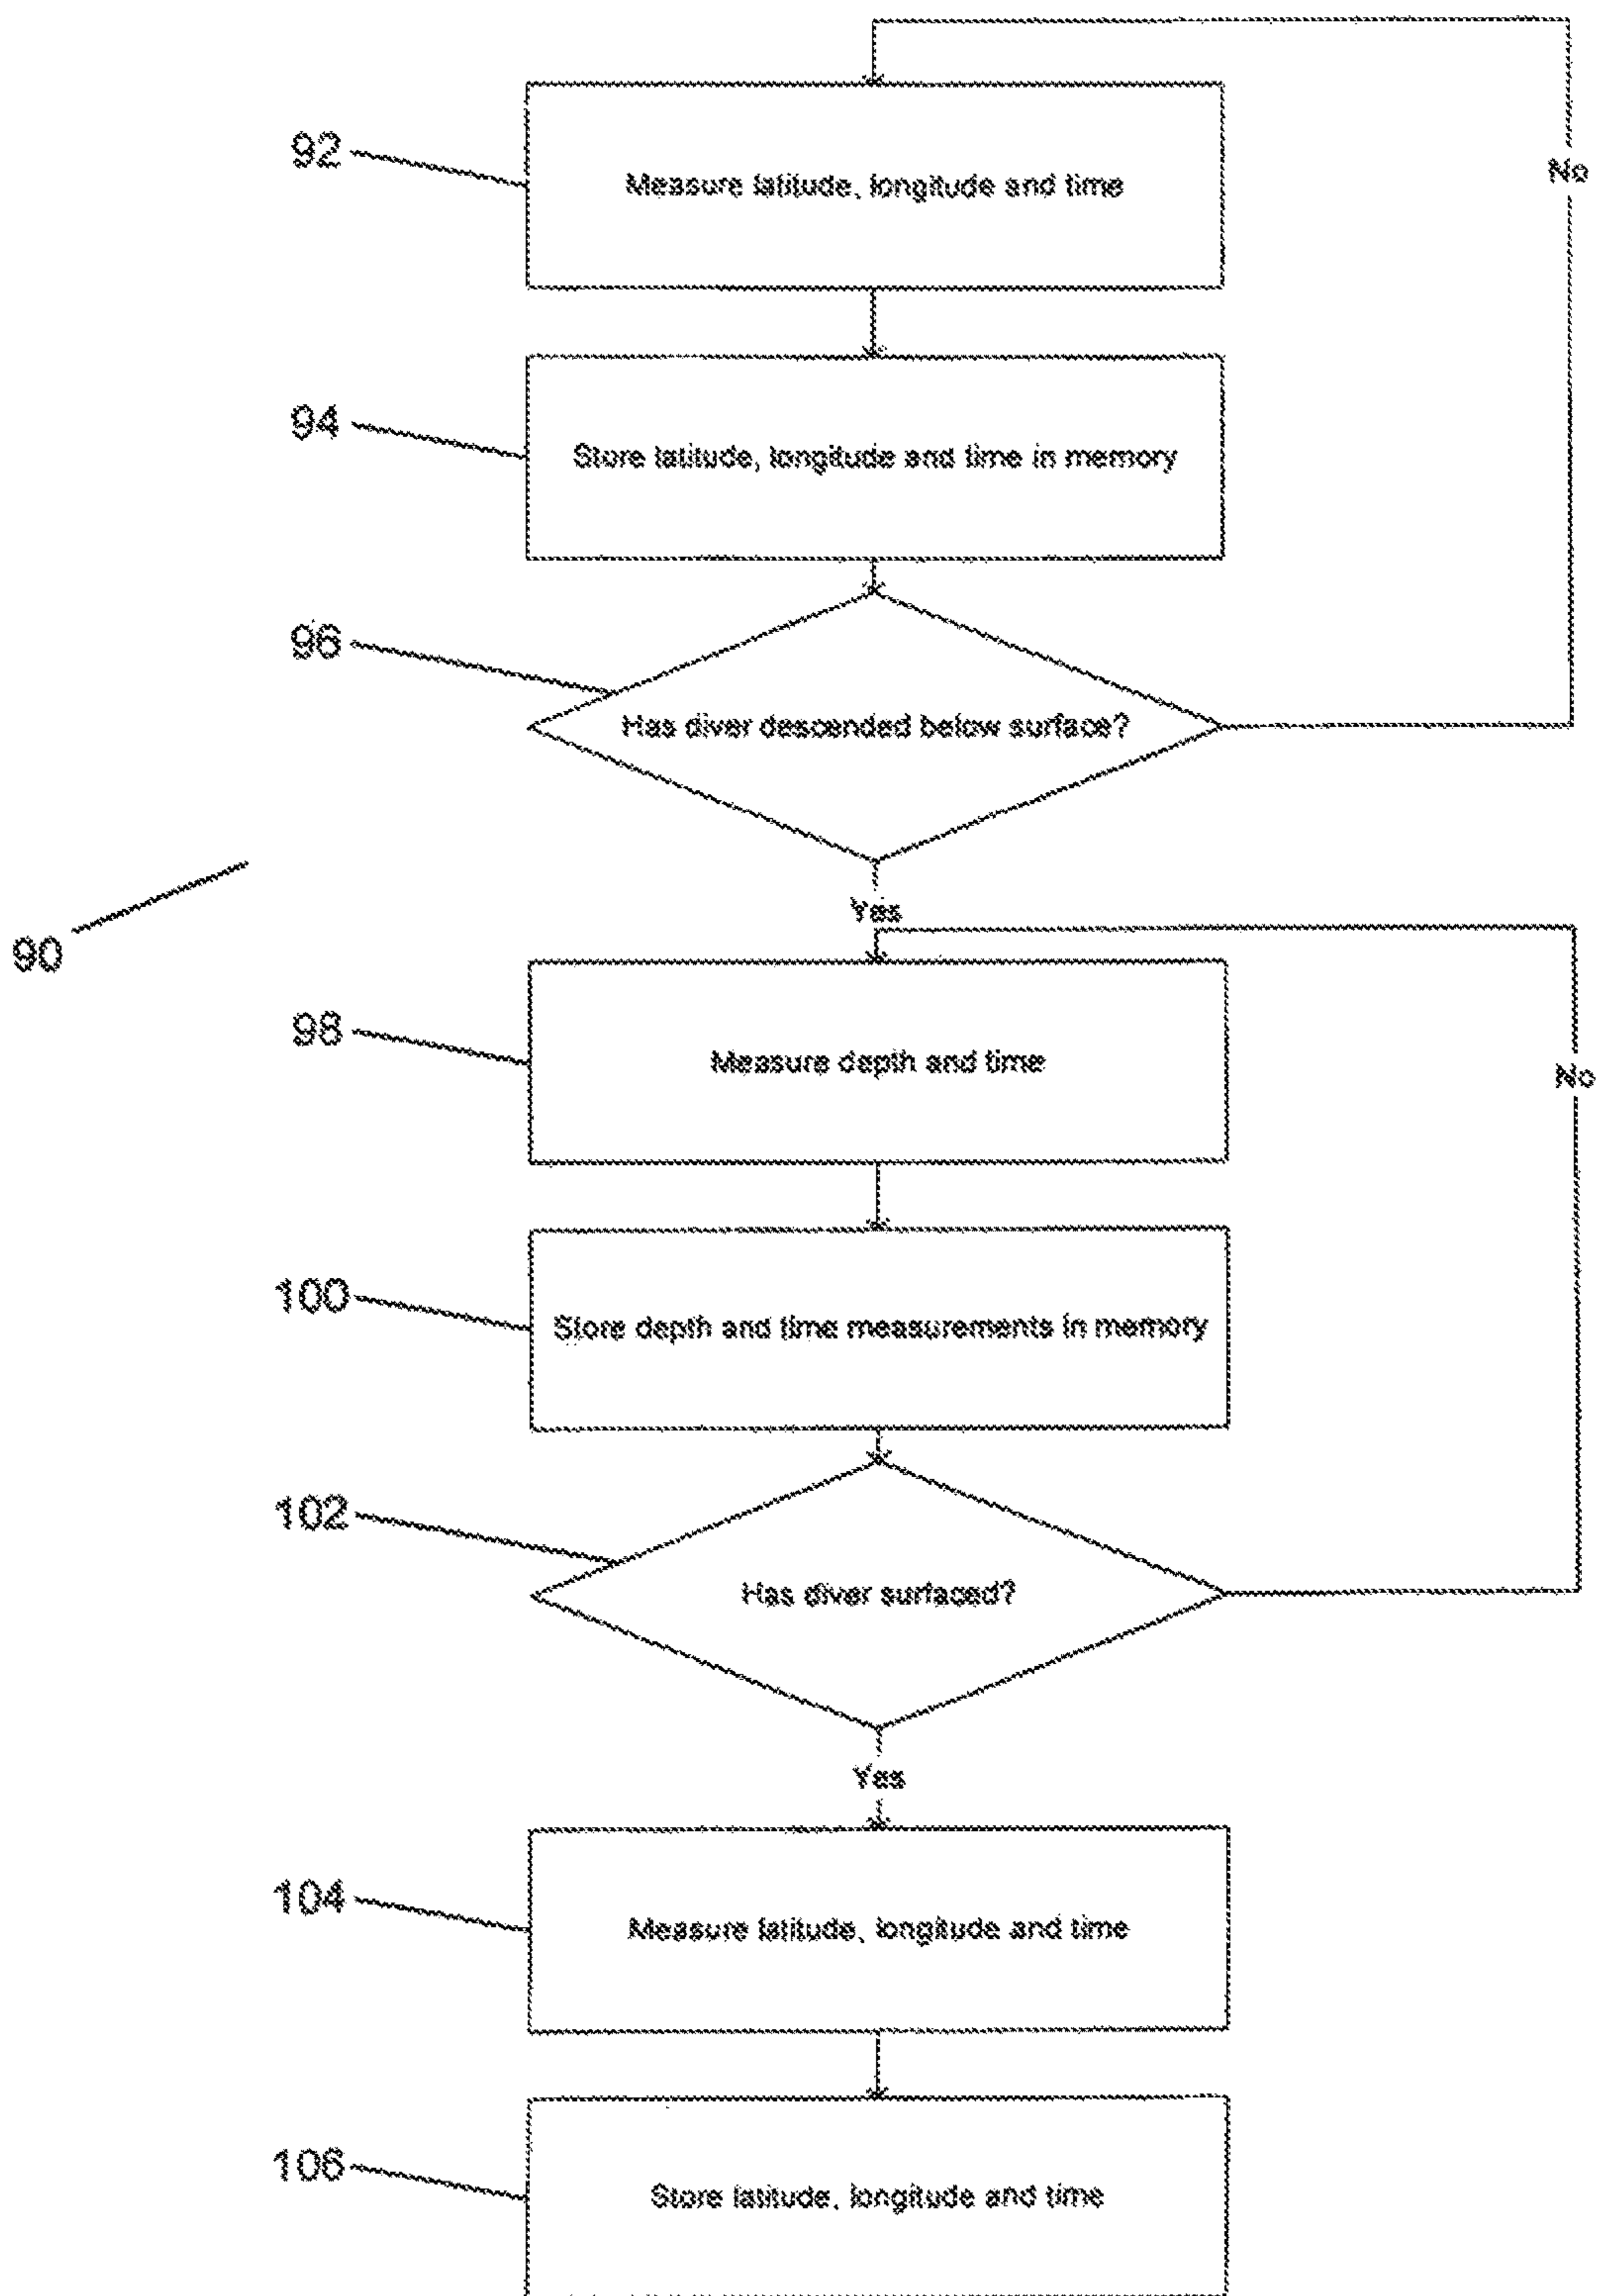 92
Measure latitude, longitude and time
No
94
Store latitude, longitude and time in memory
96
Has diver descended below surface?
Yes
90
98
Measure depth and time
No
100
Store depth and time measurements in memory
102
Has diver surfaced?
Yes
104
Measure latitude, longitude and time
106
Store latitude, longitude and time